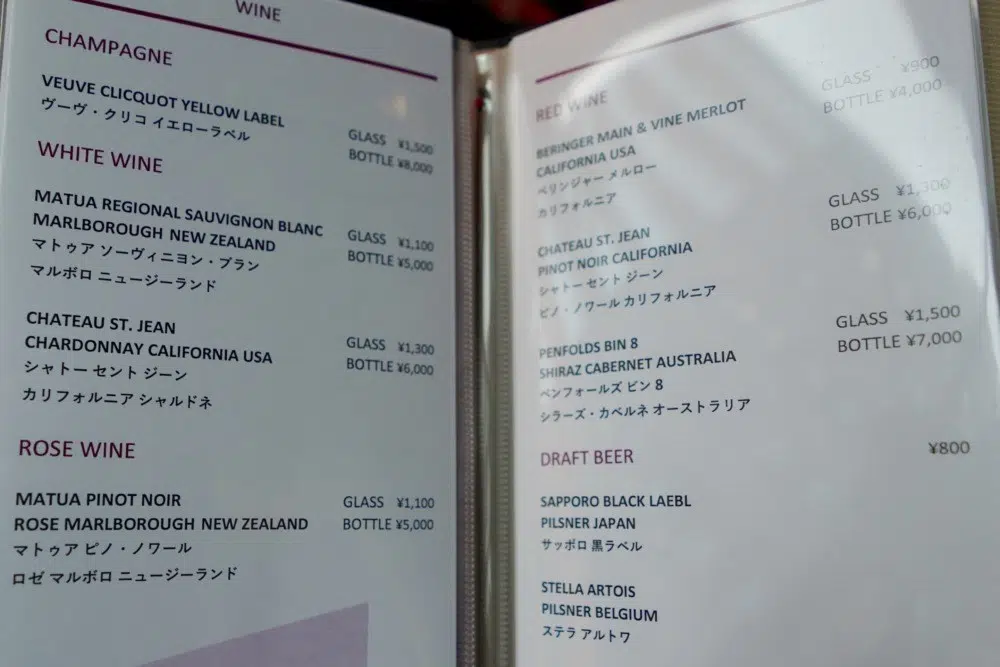 WINE
CHAMPAGNE
VEUVE CLICQUOT YELLOW LABEL
ヴーヴ・クリコ イエローラベル
GLASS ¥1,500
BOTTLE ¥8,000
WHITE WINE
MATUA REGIONAL SAUVIGNON BLANC
MARLBOROUGH NEW ZEALAND
マトゥア ソーヴィニヨン・ブラン
マルボロ ニュージーランド
GLASS ¥1,100
BOTTLE ¥5,000
CHATEAU ST. JEAN
CHARDONNAY CALIFORNIA USA
シャトー セント ジーン
カリフォルニア シャルドネ
GLASS ¥1,300
BOTTLE ¥6,000
ROSE WINE
MATUA PINOT NOIR
ROSE MARLBOROUGH NEW ZEALAND
マトゥア ピノ・ノワール
ロゼ マルボロ ニュージーランド
GLASS ¥1,100
BOTTLE ¥5,000
RED WINE
BERINGER MAIN & VINE MERLOT
CALIFORNIA USA
ベリンジャー メルロー
カリフォルニア
GLASS ¥900
BOTTLE ¥4,000
CHATEAU ST. JEAN
PINOT NOIR CALIFORNIA
シャトー セント ジーン
ピノ・ノワール カリフォルニア
GLASS ¥1,300
BOTTLE ¥6,000
PENFOLDS BIN 8
SHIRAZ CABERNET AUSTRALIA
ペンフォールズ ビン 8
シラーズ・カベルネ オーストラリア
GLASS ¥1,500
BOTTLE ¥7,000
DRAFT BEER ¥800
SAPPORO BLACK LAEBL
PILSNER JAPAN
サッポロ 黒ラベル
STELLA ARTOIS
PILSNER BELGIUM
ステラ アルトワ